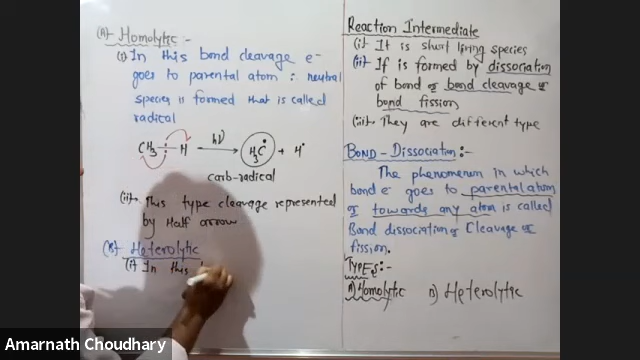 (A) Homolytic :-
(i) In this bond cleavage e-
goes to parental atom ∴ neutral
species is formed that is called
radical
CH3 : H hν → H3C• + H•
carb-radical
(ii) This type cleavage represented
by Half arrow
(B) Heterolytic
(i) In this
Reaction Intermediate
(i) It is shurt living species
(ii) If is formed by dissociation
of bond or bond cleavage or
bond fission
(iii) They are different type
BOND-Dissociation :-
The phenomenon in which
bond e- goes to parental atom
or towards any atom is called
Bond dissociation or Cleavage or
fission.
TYPES :-
A) Homolytic B) Heterolytic
Amarnath Choudhary